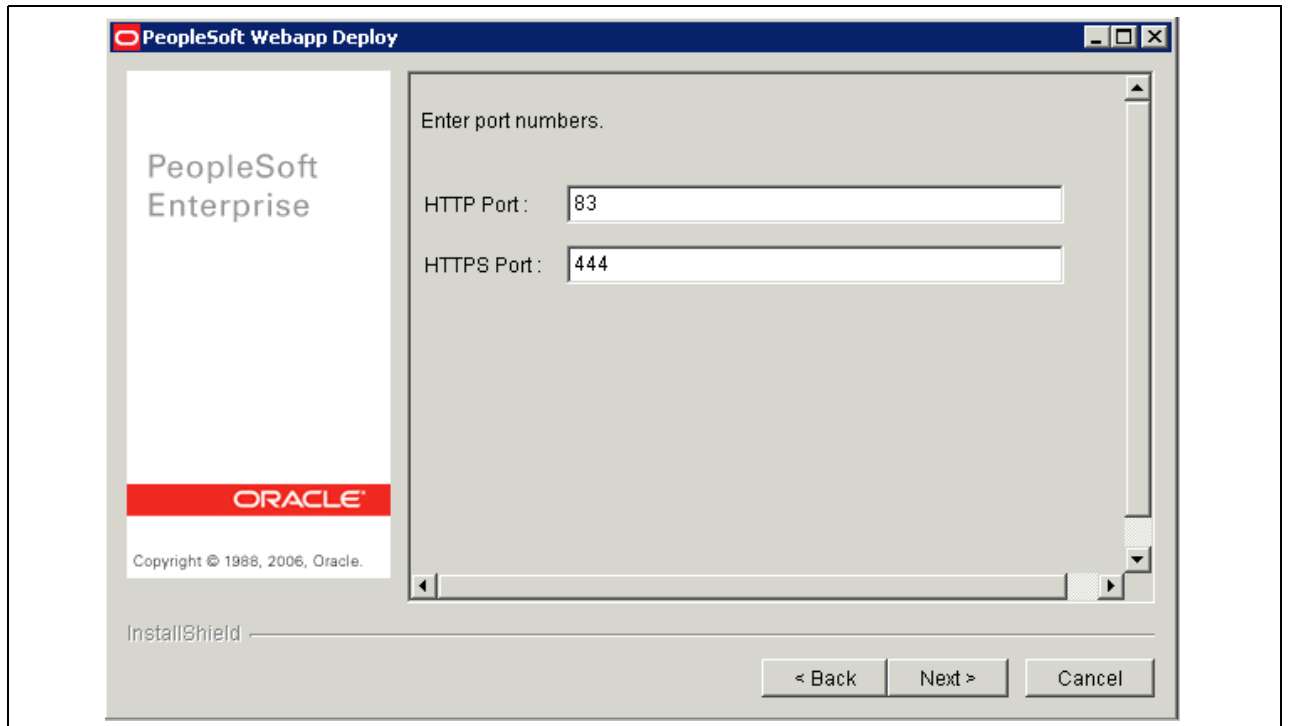 PeopleSoft Webapp Deploy
PeopleSoft
Enterprise
ORACLE
Copyright © 1988, 2006, Oracle.
Enter port numbers.
HTTP Port : 83
HTTPS Port : 444
InstallShield
< Back Next > Cancel